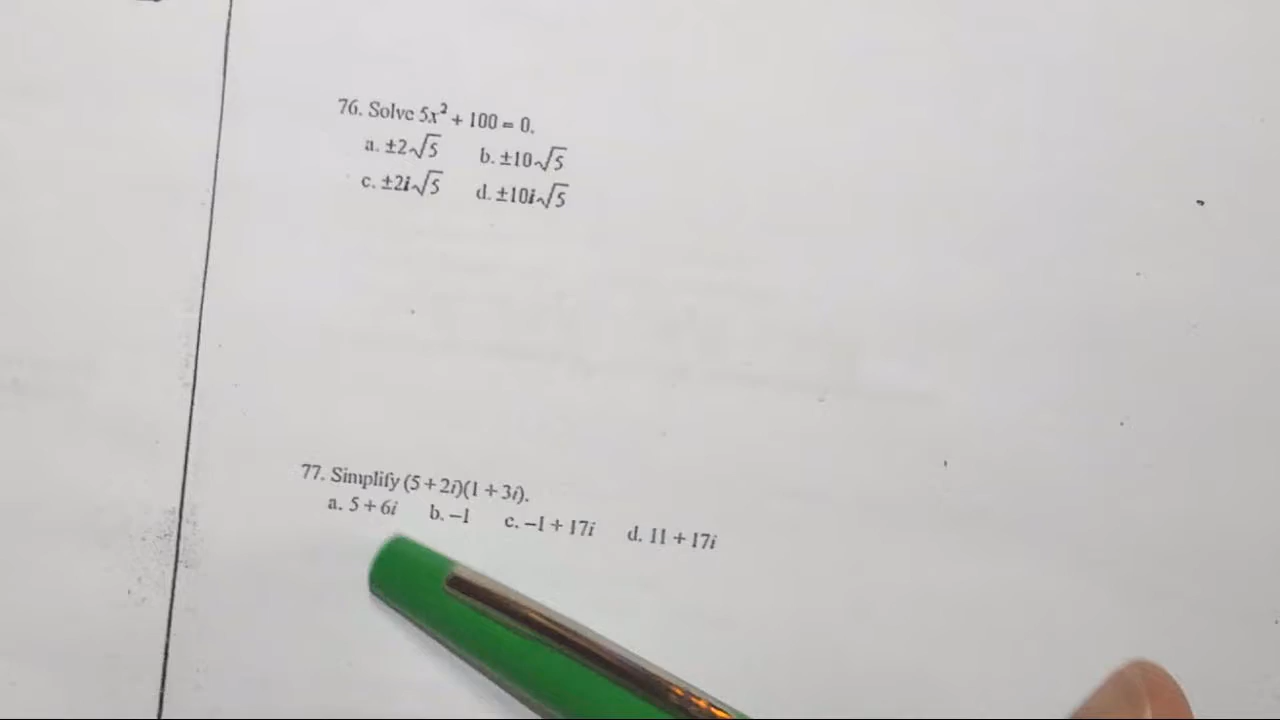 76. Solve 5x² + 100 = 0.
a. ±2√5 b. ±10√5
c. ±2i√5 d. ±10i√5
77. Simplify (5 + 2i)(1 + 3i).
a. 5 + 6i b. –1 c. –1 + 17i d. 11 + 17i